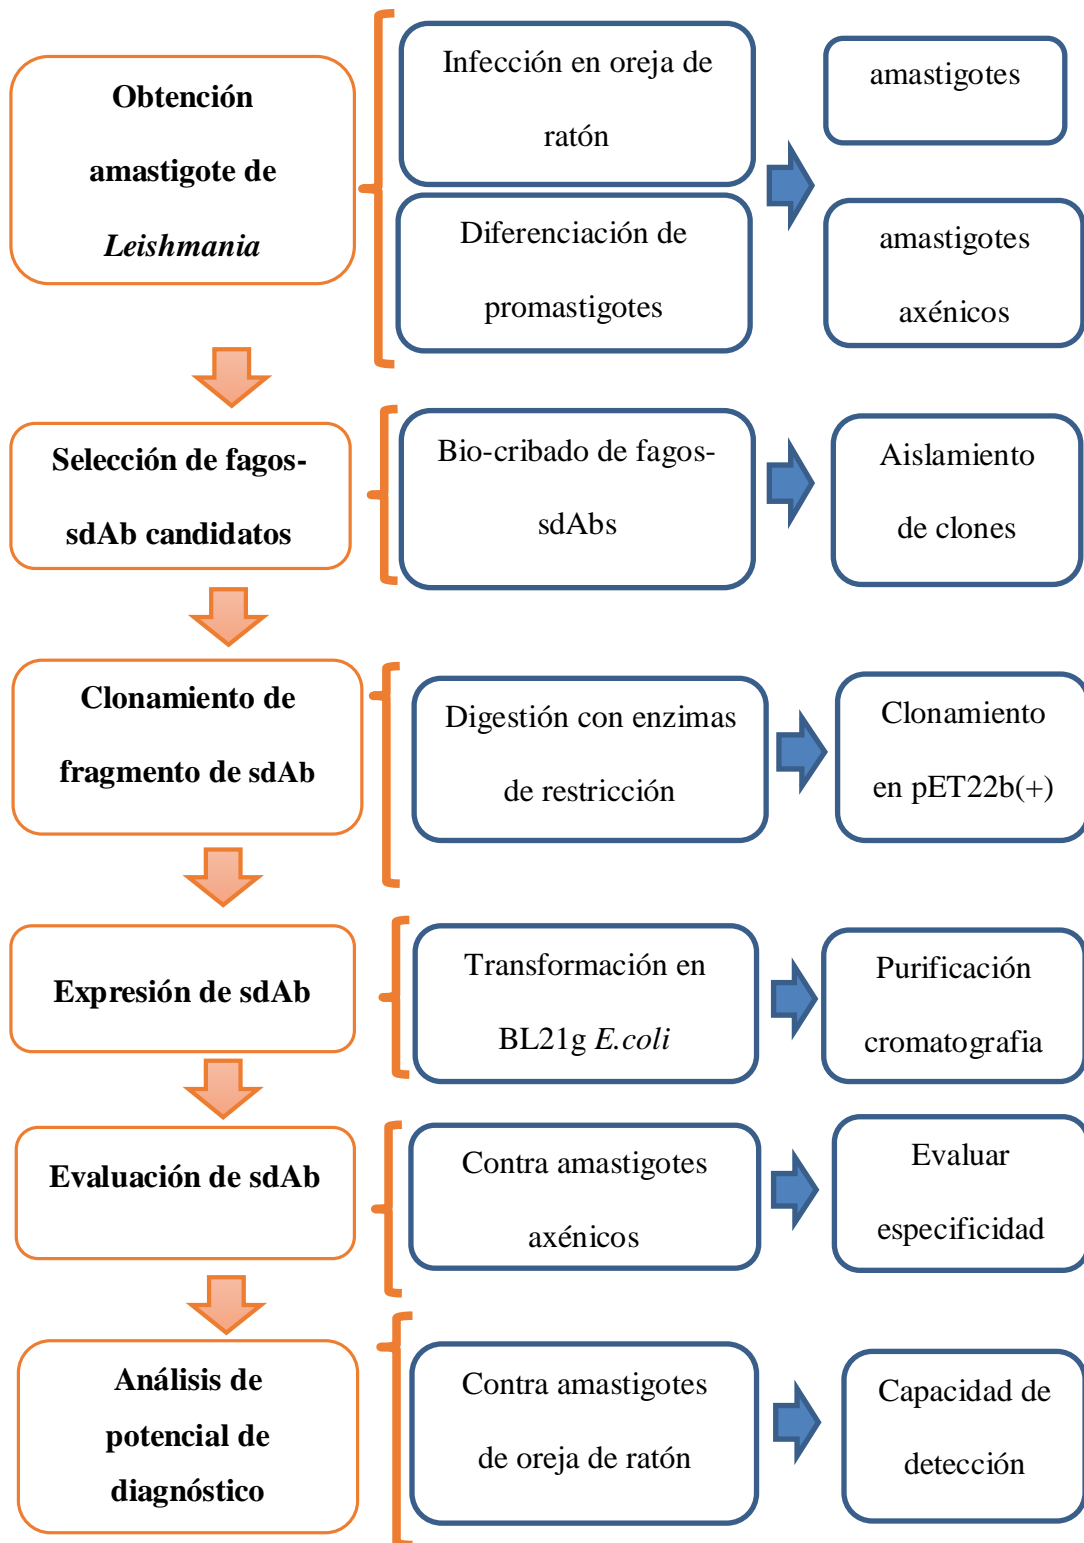 Obtención
amastigote de
Leishmania
Infección en oreja de
ratón
Diferenciación de
promastigotes
amastigotes
amastigotes
axénicos
Selección de fagos-
sdAb candidatos
Bio-cribado de fagos-
sdAbs
Aislamiento
de clones
Clonamiento de
fragmento de sdAb
Digestión con enzimas
de restricción
Clonamiento
en pET22b(+)
Expresión de sdAb
Transformación en
BL21g E.coli
Purificación
cromatografia
Evaluación de sdAb
Contra amastigotes
axénicos
Evaluar
especificidad
Análisis de
potencial de
diagnóstico
Contra amastigotes
de oreja de ratón
Capacidad de
detección